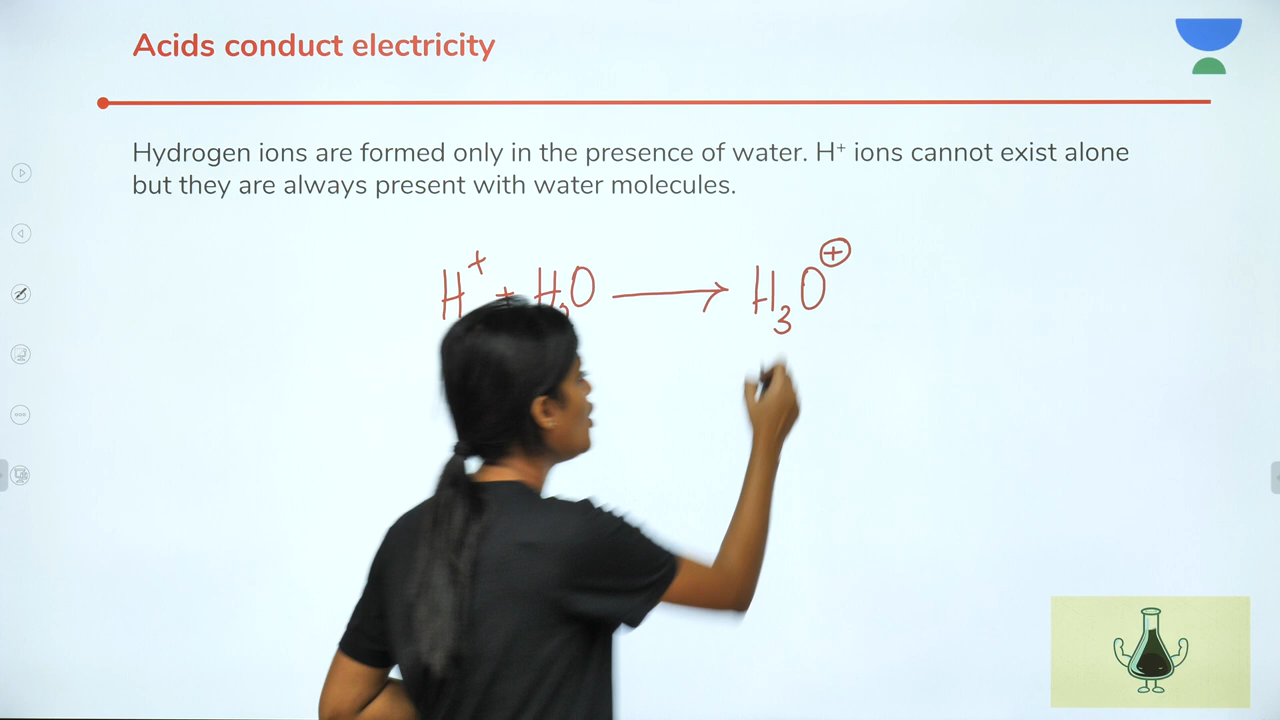 Acids conduct electricity
Hydrogen ions are formed only in the presence of water. H⁺ ions cannot exist alone
but they are always present with water molecules.
H⁺ + H₂O ⟶ H₃O⊕